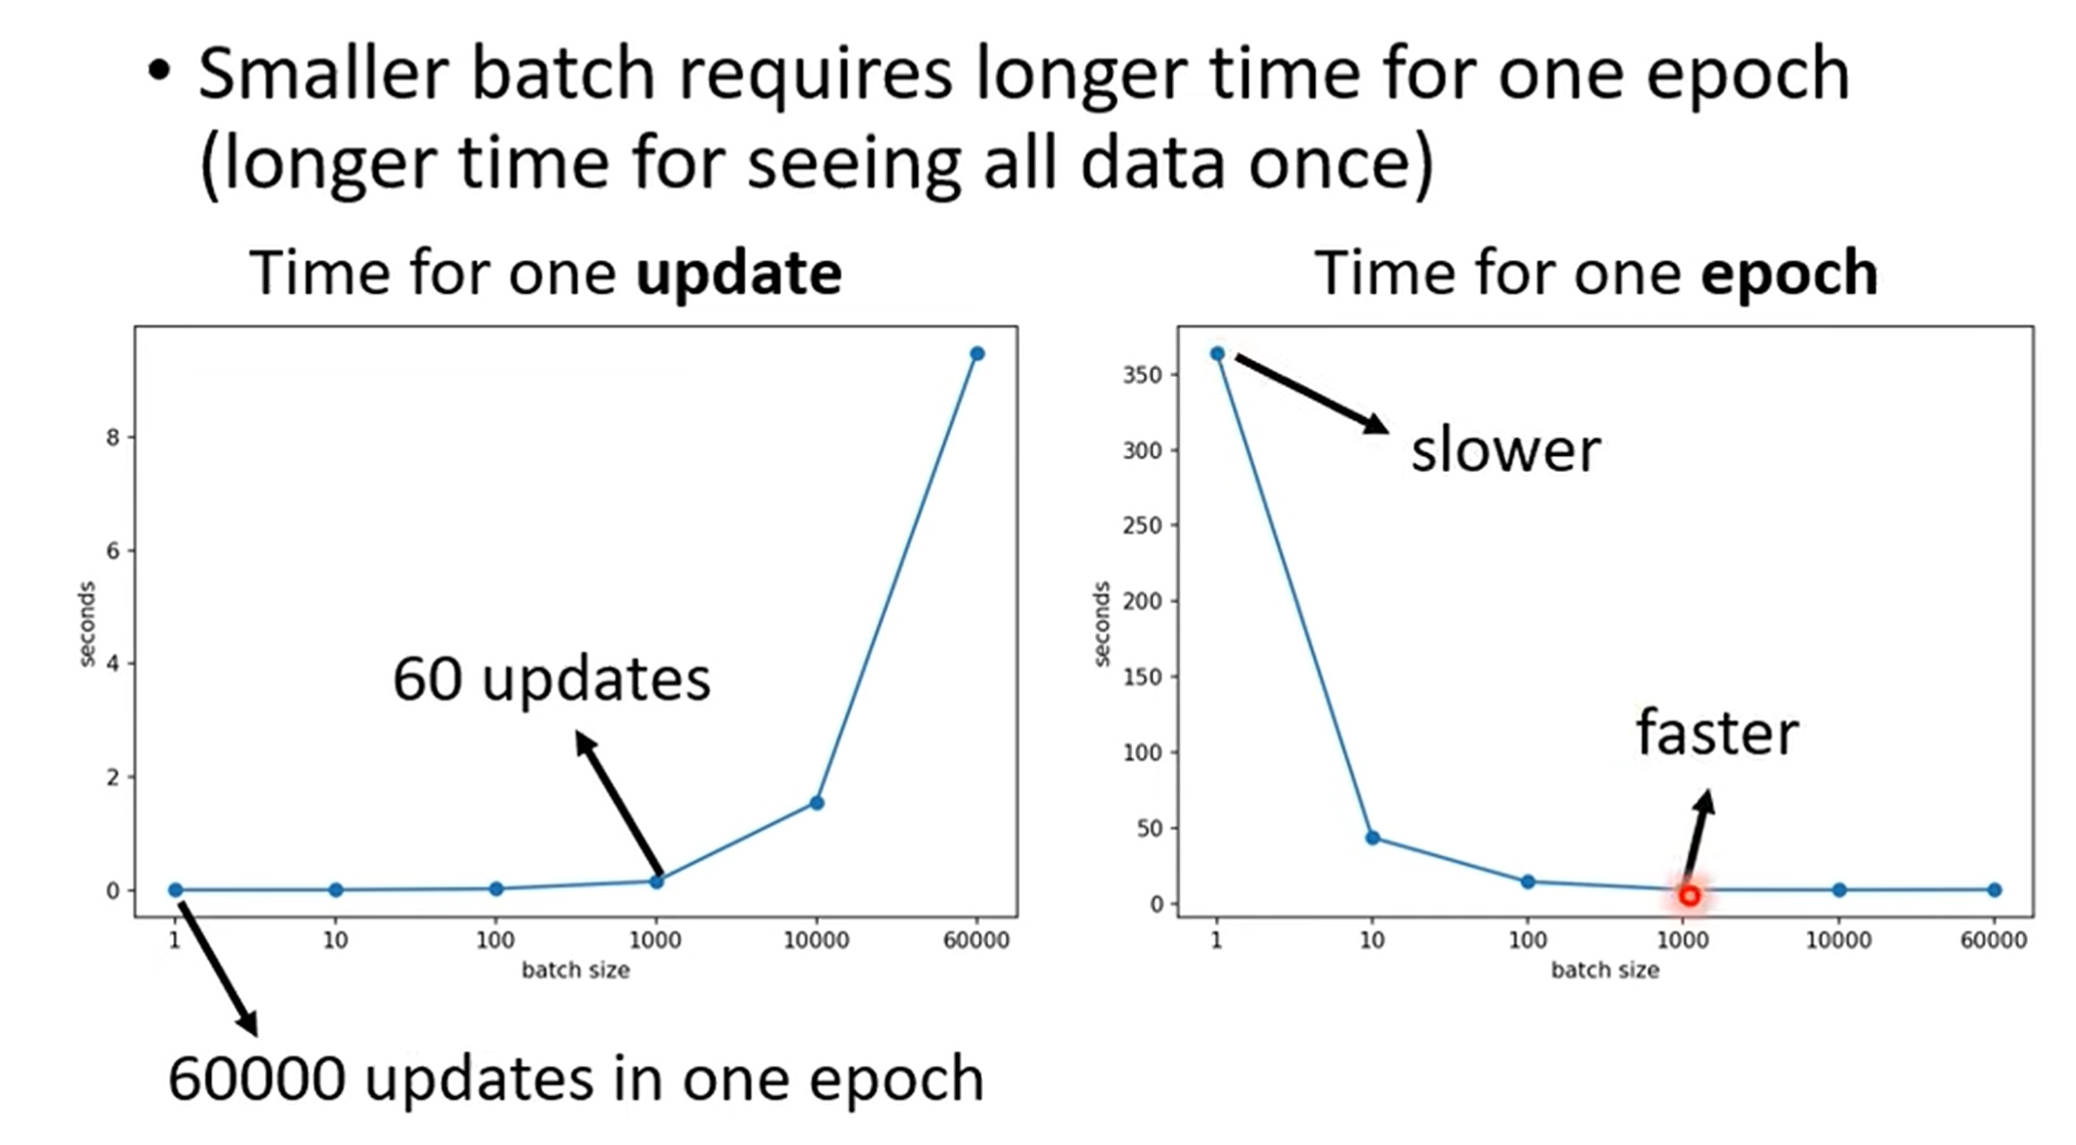 • Smaller batch requires longer time for one epoch
(longer time for seeing all data once)
Time for one update
8
6
4
2
0
seconds
60 updates
1 10 100 1000 10000 60000
batch size
60000 updates in one epoch
Time for one epoch
350
300
250
200
150
100
50
0
seconds
slower
faster
1 10 100 1000 10000 60000
batch size